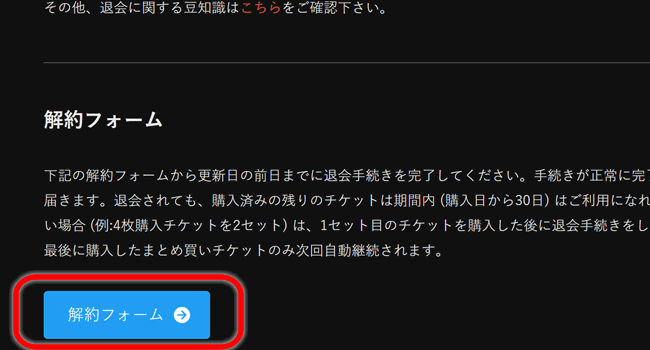 その他、退会に関する豆知識はこちらをご確認下さい。
解約フォーム
下記の解約フォームから更新日の前日までに退会手続きを完了してください。手続きが正常に完了
届きます。退会されても、購入済みの残りのチケットは期間内 (購入日から30日) はご利用になれ
い場合 (例:4枚購入チケットを2セット) は、1セット目のチケットを購入した後に退会手続きをし
最後に購入したまとめ買いチケットのみ次回自動継続されます。
解約フォーム